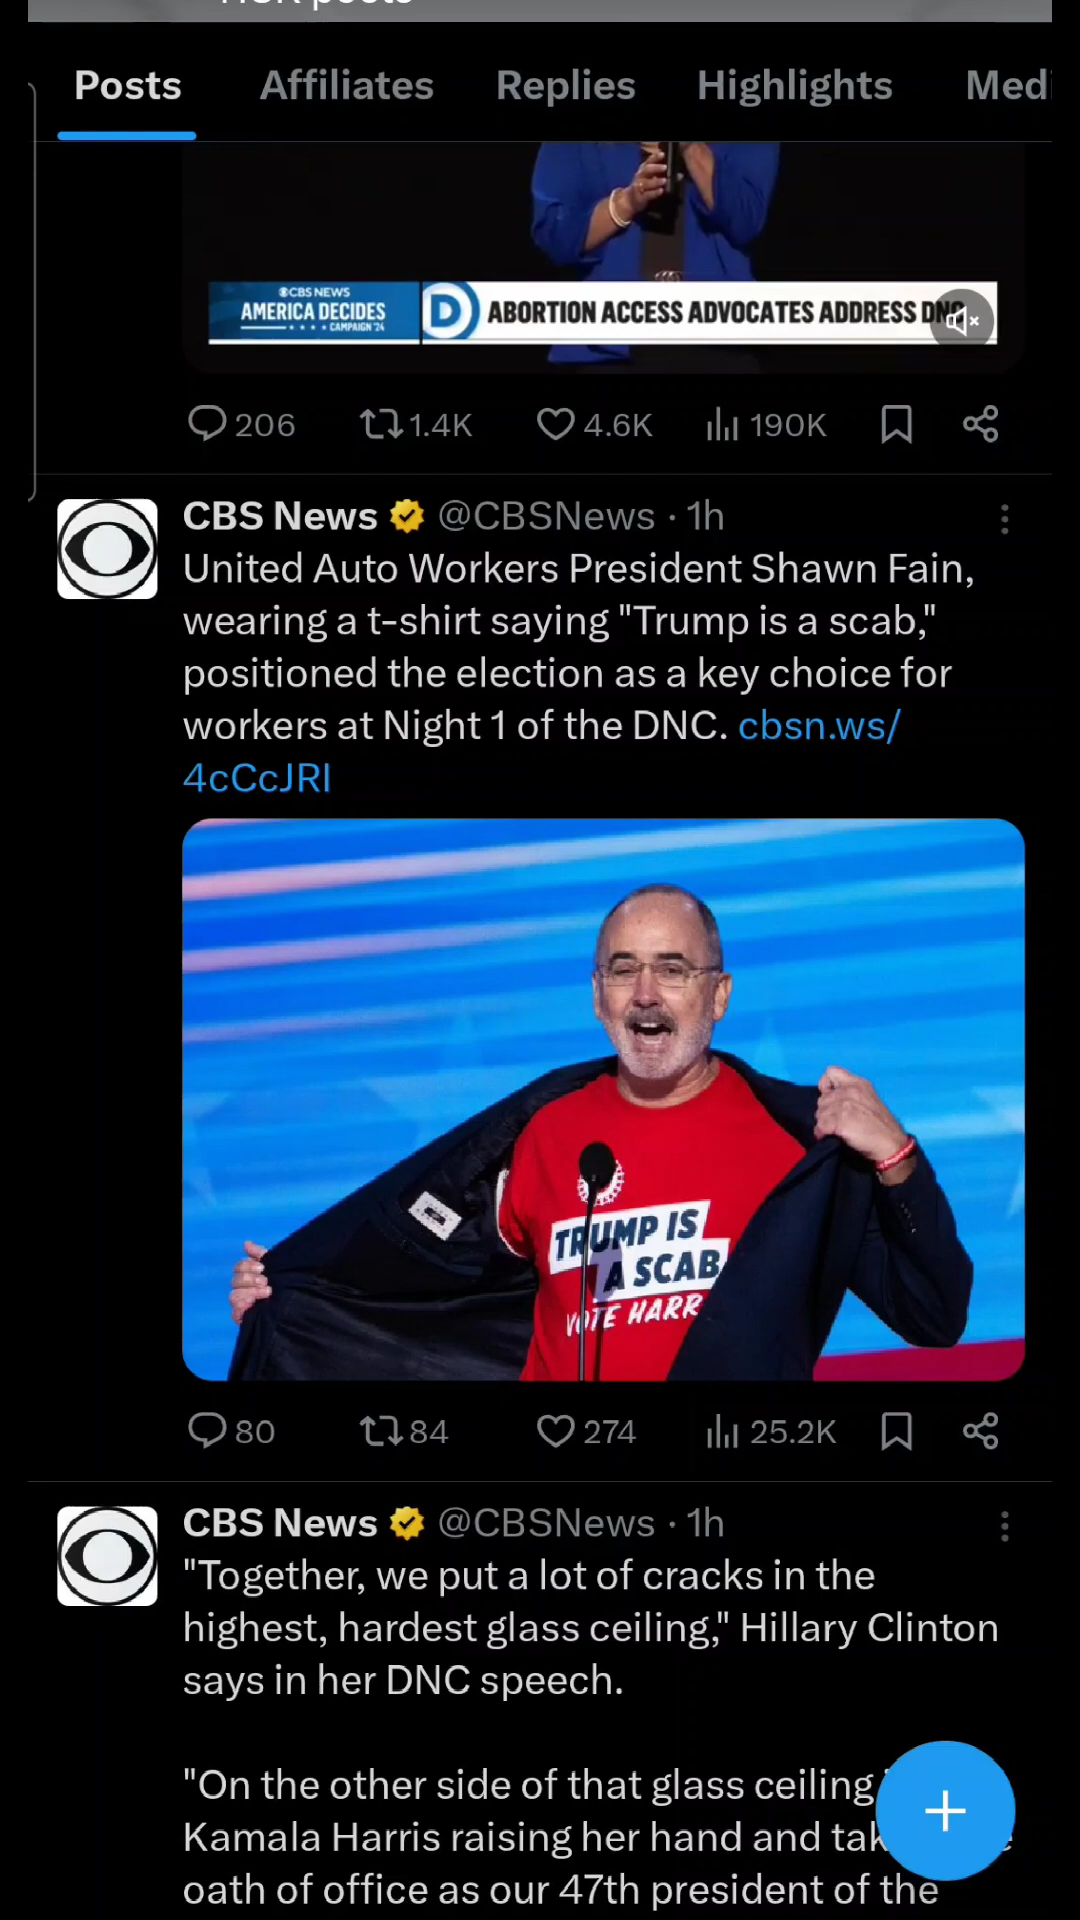 Posts Affiliates Replies Highlights Medi
CBS NEWS
AMERICA DECIDES
CAMPAIGN '24
D ABORTION ACCESS ADVOCATES ADDRESS DNC
206 1.4K 4.6K 190K
CBS News @CBSNews · 1h
United Auto Workers President Shawn Fain,
wearing a t-shirt saying "Trump is a scab,"
positioned the election as a key choice for
workers at Night 1 of the DNC. cbsn.ws/
4cCcJRI
TRUMP IS
A SCAB
VOTE HARR
80 84 274 25.2K
CBS News @CBSNews · 1h
"Together, we put a lot of cracks in the
highest, hardest glass ceiling," Hillary Clinton
says in her DNC speech.
"On the other side of that glass ceiling
Kamala Harris raising her hand and tak
oath of office as our 47th president of the